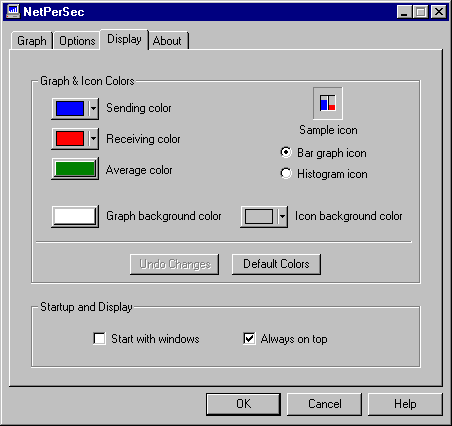 NetPerSec
Graph Options Display About
Graph & Icon Colors
Sending color
Receiving color
Average color
Sample icon
Bar graph icon
Histogram icon
Graph background color Icon background color
Undo Changes Default Colors
Startup and Display
Start with windows Always on top
OK Cancel Help